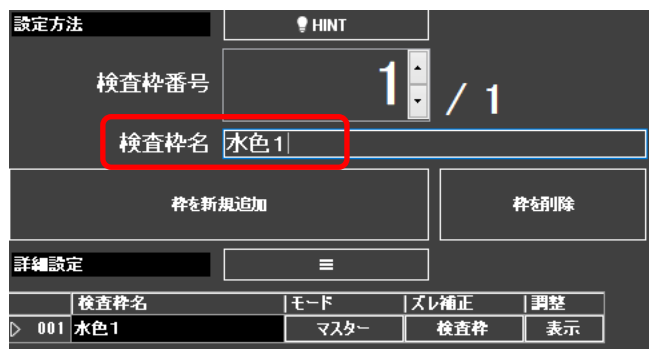 設定方法 HINT
検査枠番号 1 / 1
検査枠名 水色1
枠を新規追加 枠を削除
詳細設定 ≡
検査枠名 |モード |ズレ補正 |調整
001 水色1 マスター 検査枠 表示